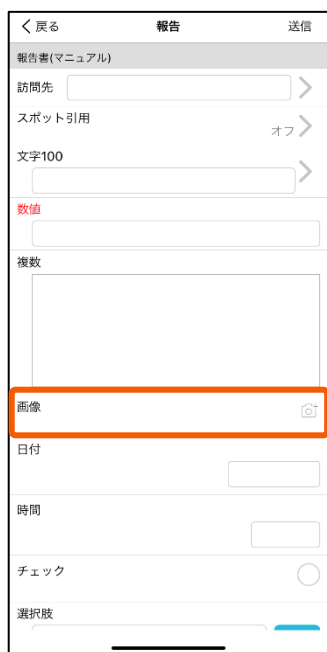 戻る 報告 送信
報告書(マニュアル)
訪問先
スポット引用
オフ
文字100
数値
複数
画像
日付
時間
チェック
選択肢